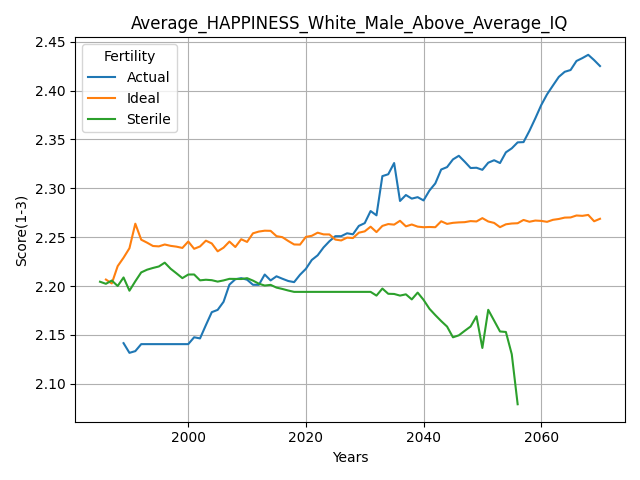 Average_HAPPINESS_White_Male_Above_Average_IQ
Fertility
Actual
Ideal
Sterile
Score(1-3)
2.45
2.40
2.35
2.30
2.25
2.20
2.15
2.10
2000
2020
2040
2060
Years